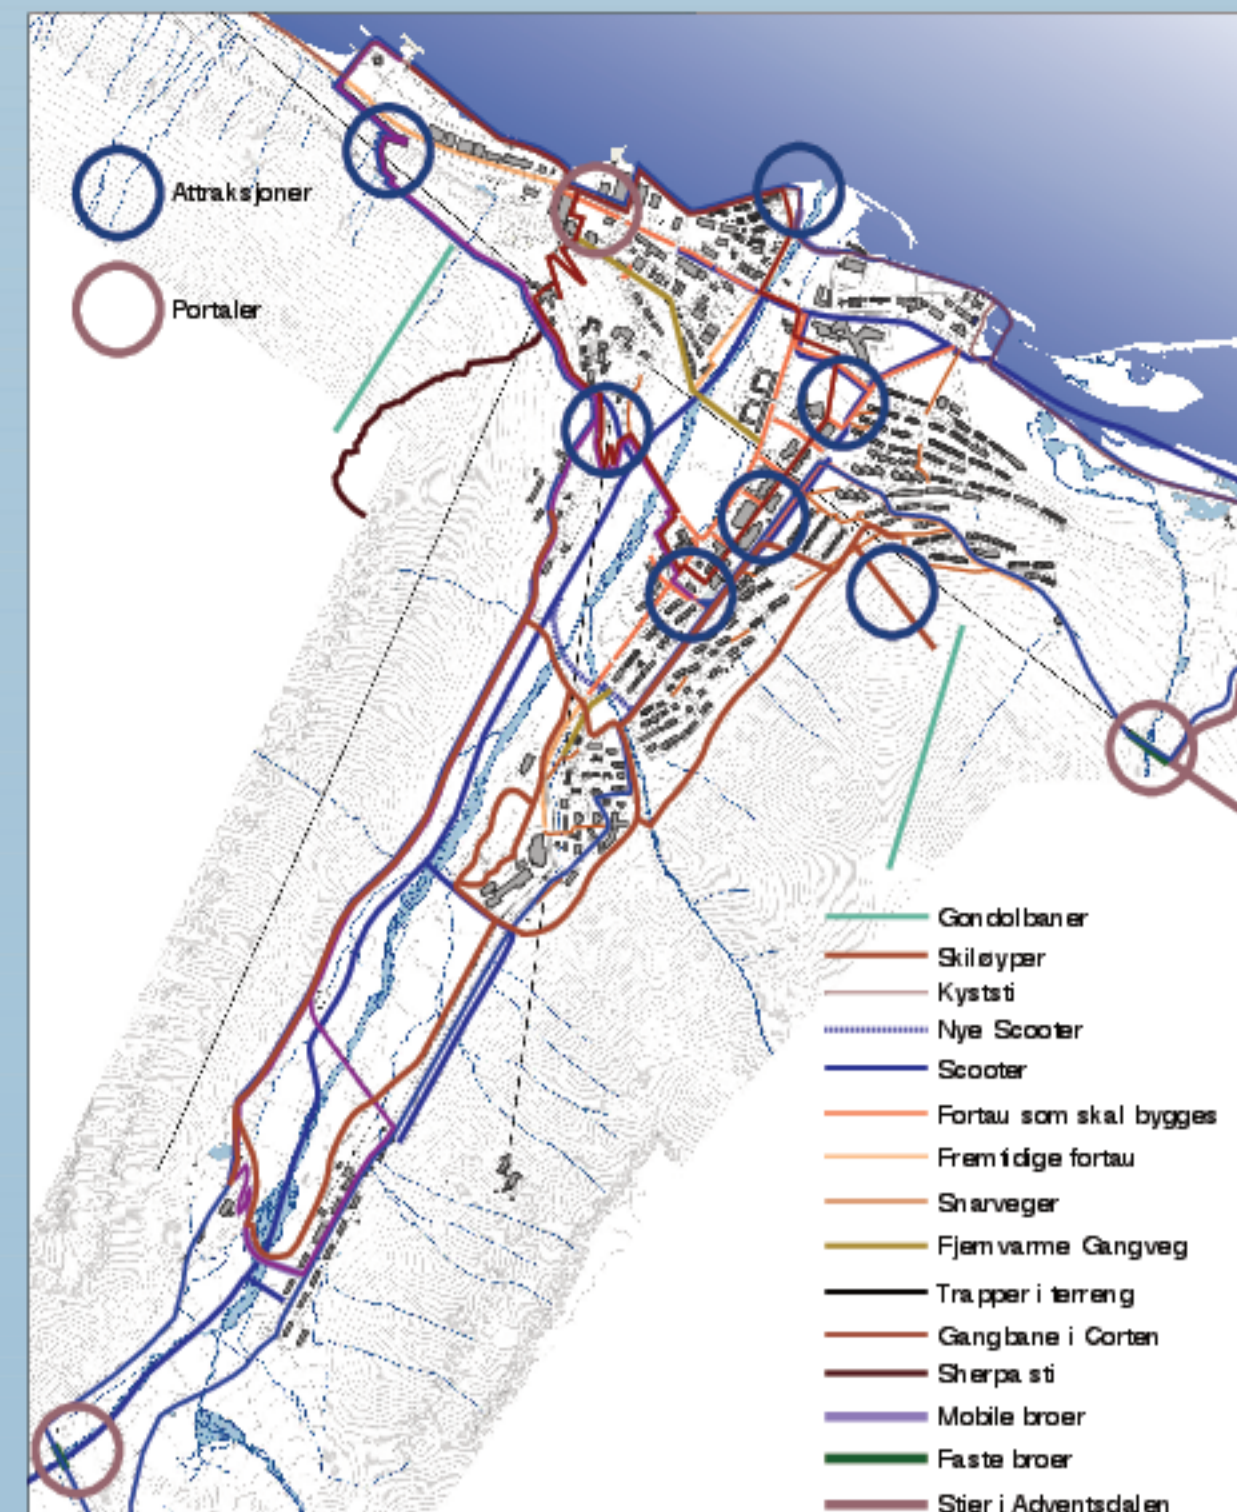 Attraksjoner
Portaler
Gondolbaner
Skiløyper
Kyststi
Nye Scooter
Scooter
Fortau som skal bygges
Fremtidige fortau
Snarveger
Fjernvarme Gangveg
Trapper i terreng
Gangbane i Corten
Sherpa sti
Mobile broer
Faste broer
Stier i Adventsdalen